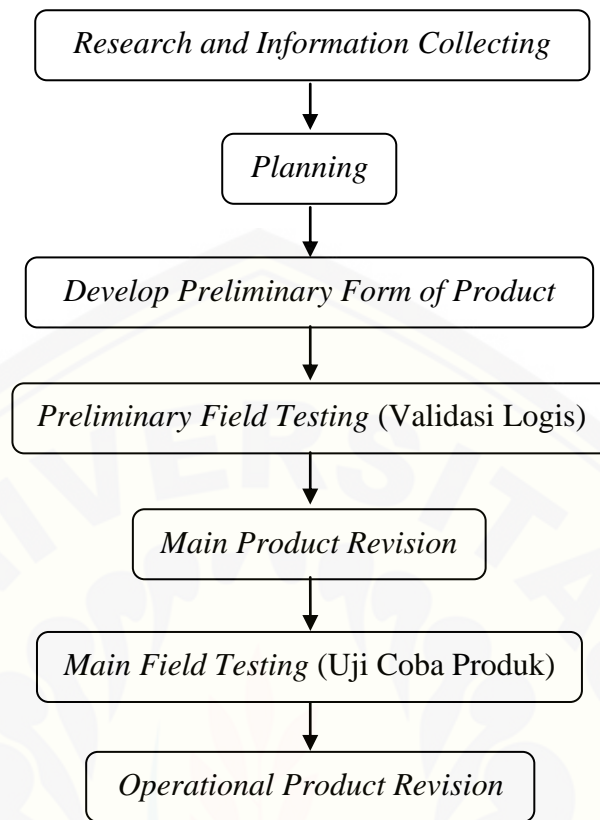 Research and Information Collecting
Planning
Develop Preliminary Form of Product
Preliminary Field Testing (Validasi Logis)
Main Product Revision
Main Field Testing (Uji Coba Produk)
Operational Product Revision